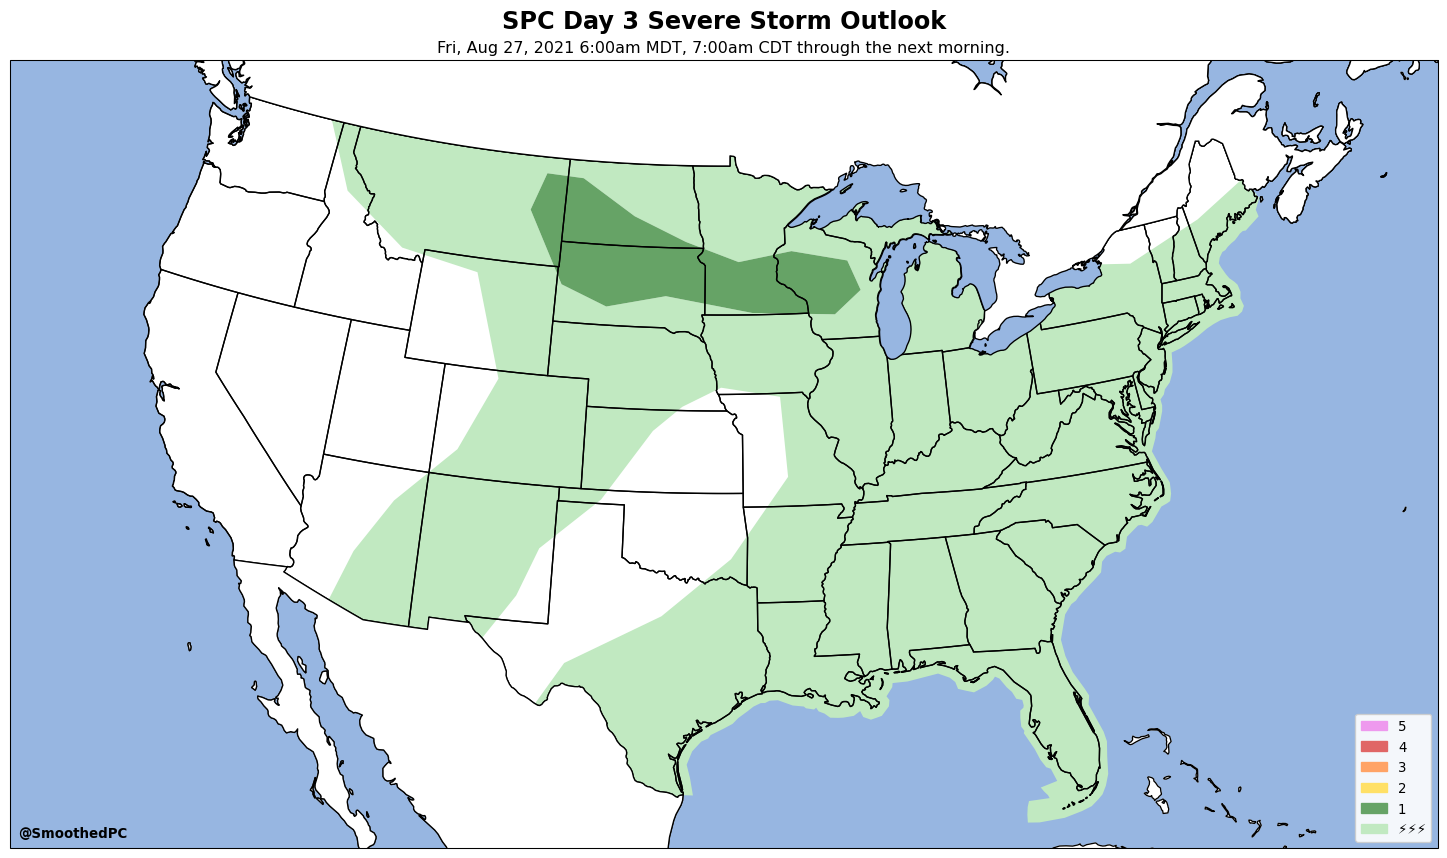 SPC Day 3 Severe Storm Outlook
Fri, Aug 27, 2021 6:00am MDT, 7:00am CDT through the next morning.
5
4
3
2
1
⚡⚡⚡
@SmoothedPC